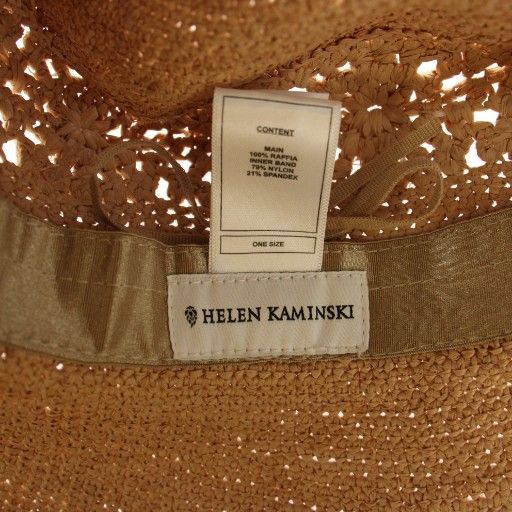 CONTENT
MAIN
100% RAFFIA
INNER BAND
79% NYLON
21% SPANDEX
ONE SIZE
HELEN KAMINSKI